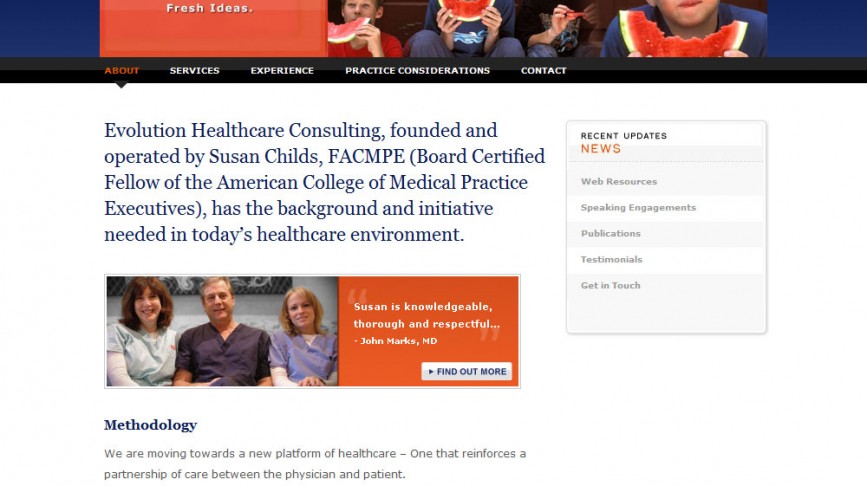 Fresh Ideas.
ABOUT SERVICES EXPERIENCE PRACTICE CONSIDERATIONS CONTACT
Evolution Healthcare Consulting, founded and
operated by Susan Childs, FACMPE (Board Certified
Fellow of the American College of Medical Practice
Executives), has the background and initiative
needed in today’s healthcare environment.
“ Susan is knowledgeable,
thorough and respectful... ”
- John Marks, MD
FIND OUT MORE
Methodology
We are moving towards a new platform of healthcare – One that reinforces a
partnership of care between the physician and patient.
RECENT UPDATES
NEWS
Web Resources
Speaking Engagements
Publications
Testimonials
Get in Touch